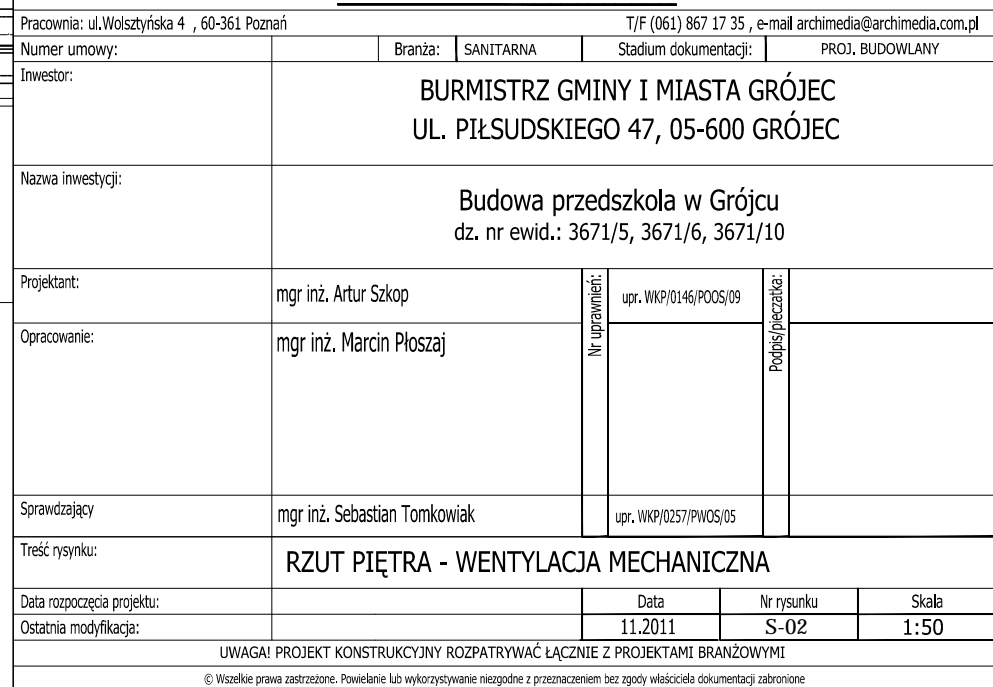 Pracownia: ul.Wolsztyńska 4 , 60-361 Poznań T/F (061) 867 17 35 , e-mail archimedia@archimedia.com.pl
Numer umowy: Branża: SANITARNA Stadium dokumentacji: PROJ. BUDOWLANY
Inwestor:
BURMISTRZ GMINY I MIASTA GRÓJEC
UL. PIŁSUDSKIEGO 47, 05-600 GRÓJEC
Nazwa inwestycji:
Budowa przedszkola w Grójcu
dz. nr ewid.: 3671/5, 3671/6, 3671/10
Projektant: mgr inż. Artur Szkop Nr uprawnień: upr. WKP/0146/POOS/09 Podpis/pieczatka:
Opracowanie: mgr inż. Marcin Płoszaj
Sprawdzający mgr inż. Sebastian Tomkowiak upr. WKP/0257/PWOS/05
Treść rysynku: RZUT PIĘTRA - WENTYLACJA MECHANICZNA
Data rozpoczęcia projektu: Data Nr rysunku Skala
Ostatnia modyfikacja: 11.2011 S-02 1:50
UWAGA! PROJEKT KONSTRUKCYJNY ROZPATRYWAĆ ŁĄCZNIE Z PROJEKTAMI BRANŻOWYMI
© Wszelkie prawa zastrzeżone. Powielanie lub wykorzystywanie niezgodne z przeznaczeniem bez zgody właściciela dokumentacji zabronione